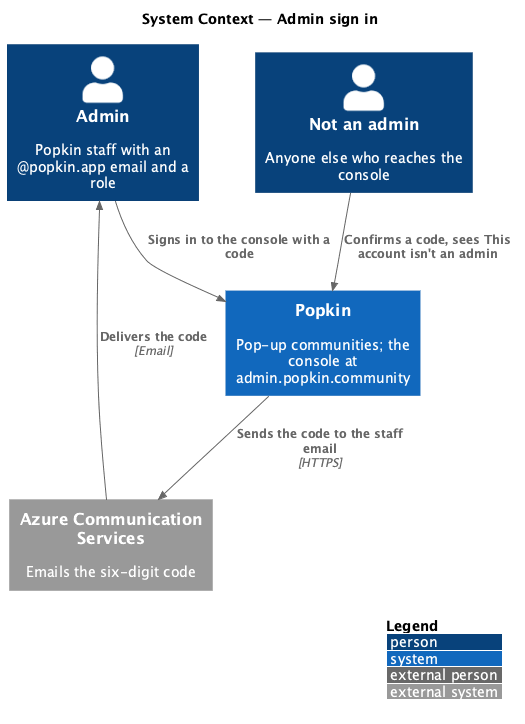 System Context — Admin sign in
Admin
Popkin staff with an
@popkin.app email and a
role
Not an admin
Anyone else who reaches the
console
Signs in to the console with a
code
Confirms a code, sees This
account isn't an admin
Popkin
Pop-up communities; the
console at
admin.popkin.community
Delivers the code
[Email]
Sends the code to the staff
email
[HTTPS]
Azure Communication
Services
Emails the six-digit code
Legend
person
system
external person
external system